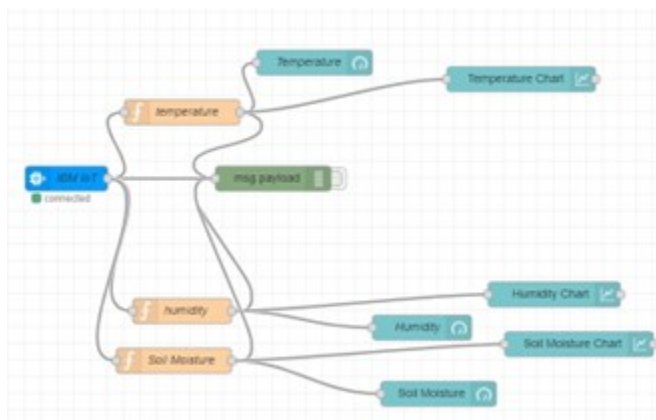 Temperature
Temperature Chart
temperature
IBM IoT
msg.payload
connected
Humidity Chart
humidity
Humidity
Soil Moisture Chart
Soil Moisture
Soil Moisture